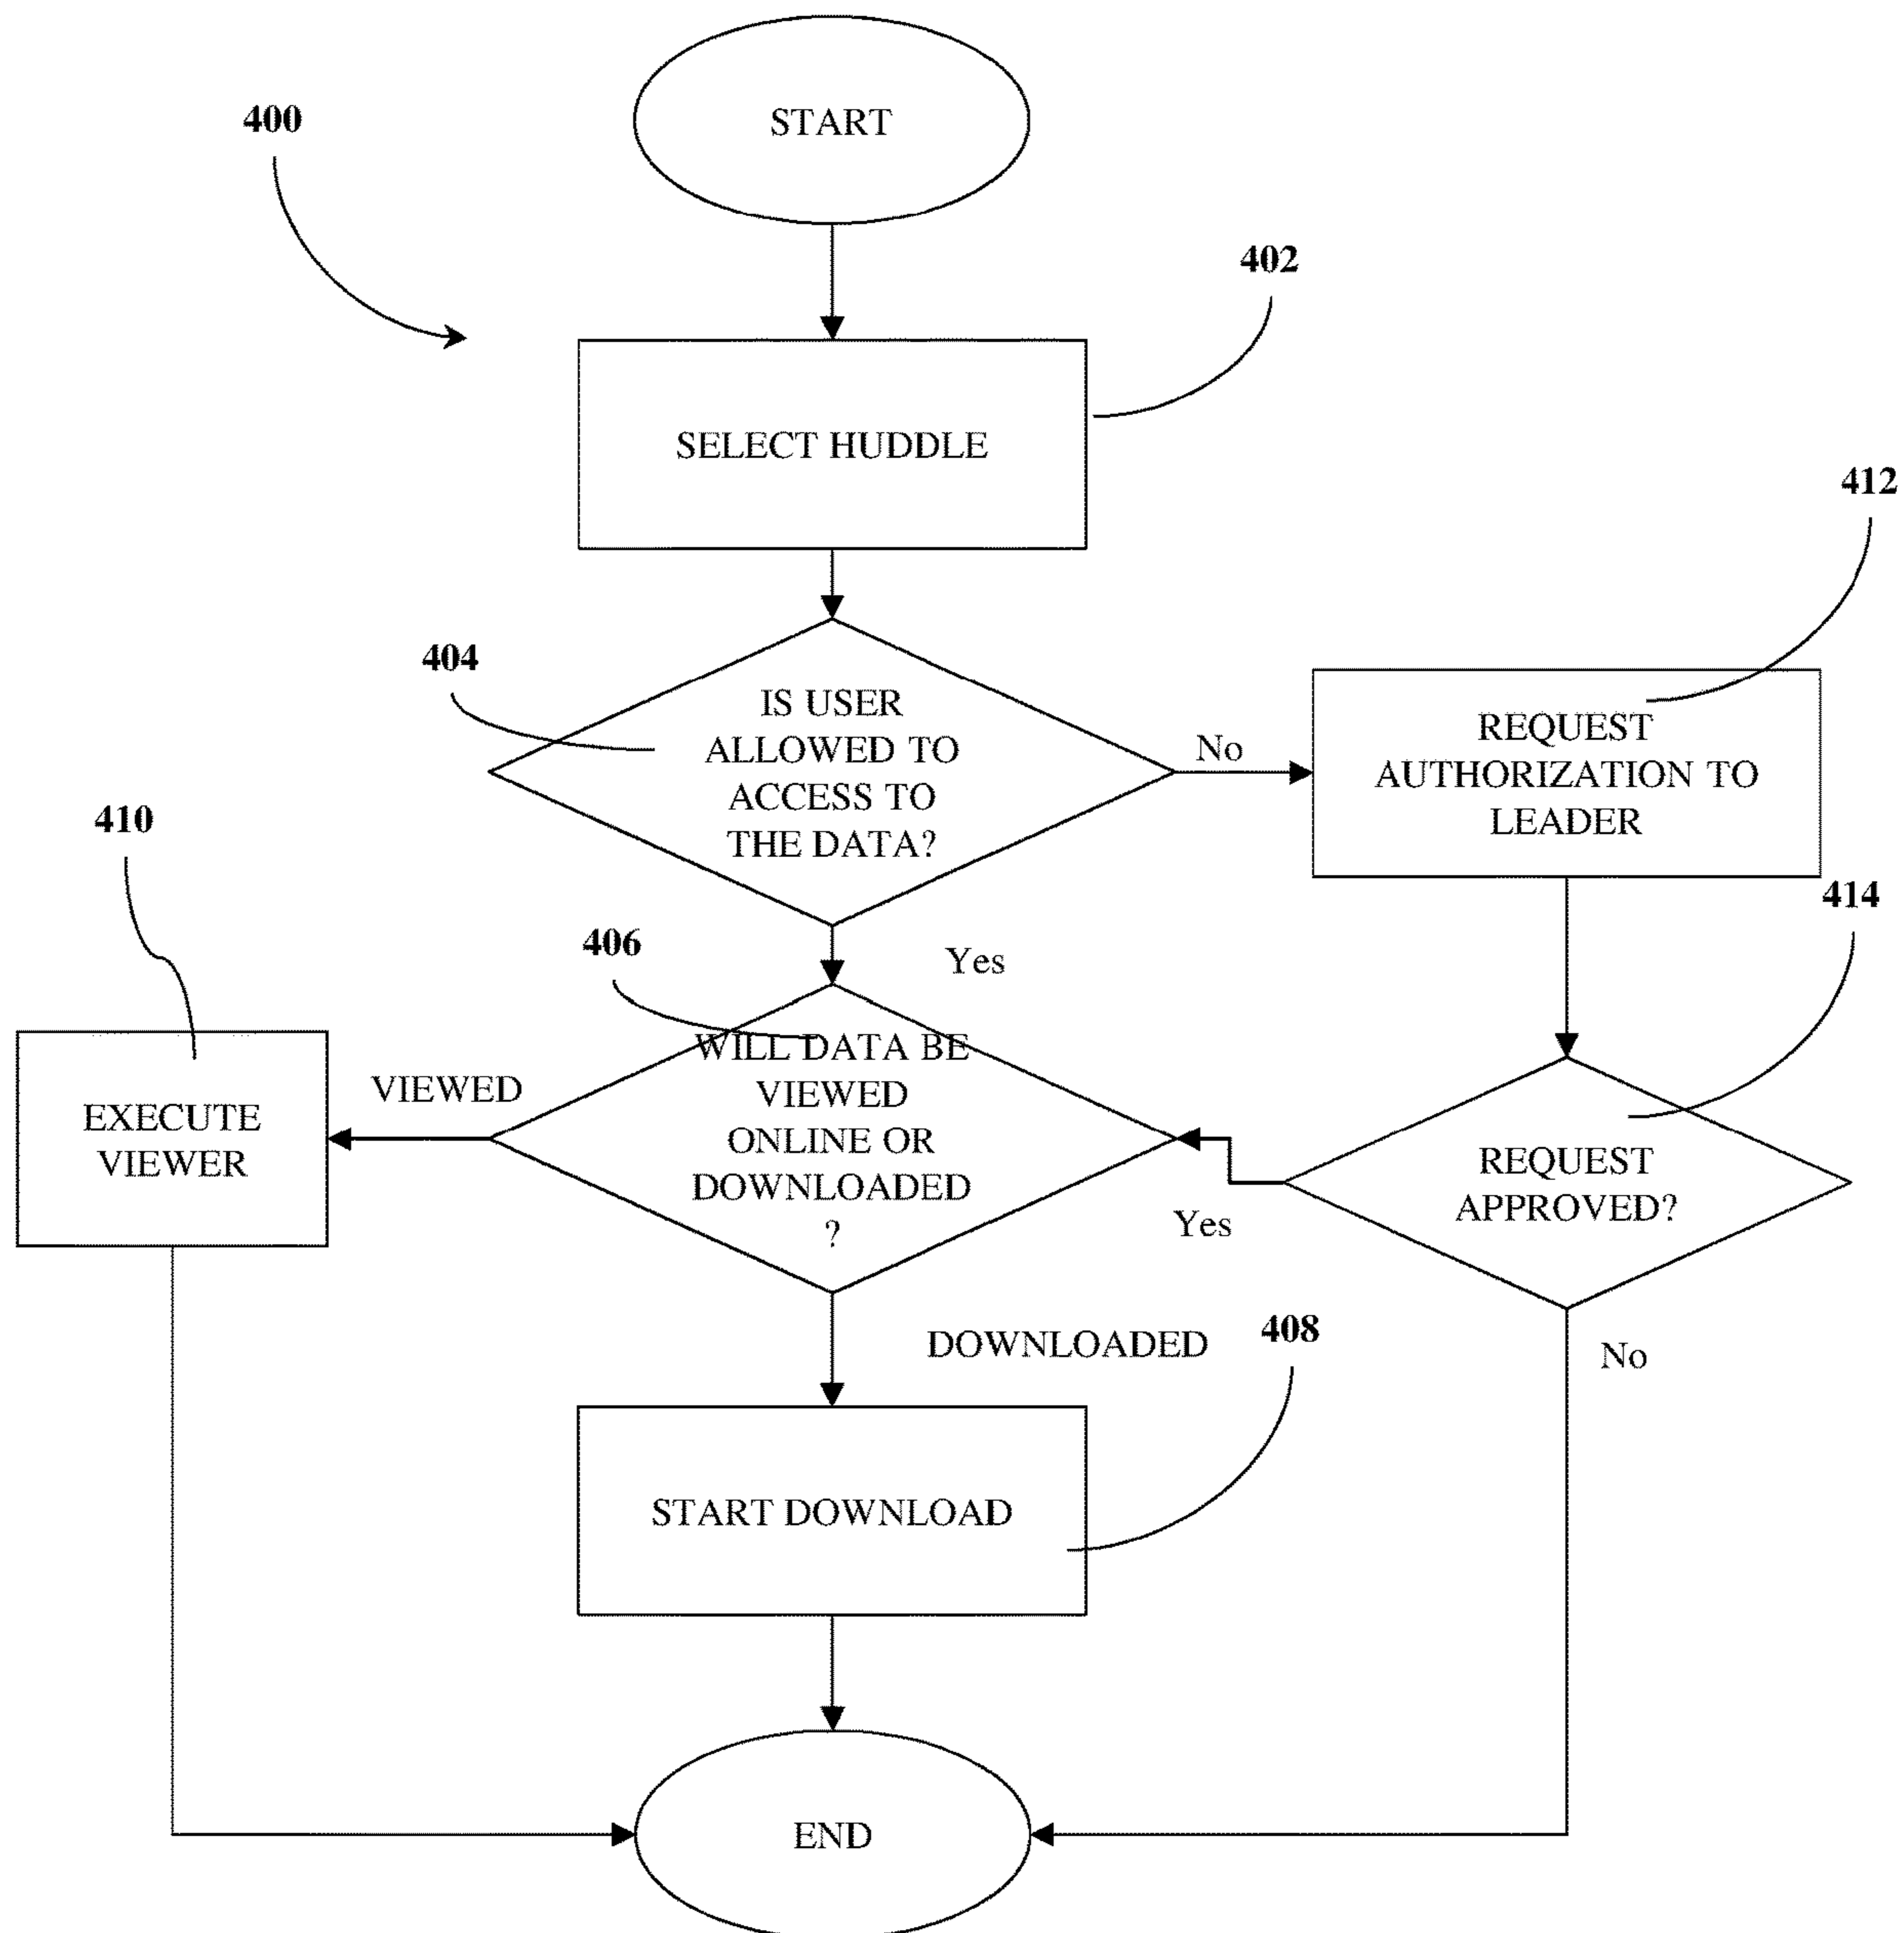 START
400
402
SELECT HUDDLE
412
404
IS USER
ALLOWED TO
ACCESS TO
THE DATA?
No
REQUEST
AUTHORIZATION TO
LEADER
410
414
406
Yes
WILL DATA BE
VIEWED
ONLINE OR
DOWNLOADED
?
VIEWED
EXECUTE
VIEWER
REQUEST
APPROVED?
Yes
DOWNLOADED
408
No
START DOWNLOAD
END